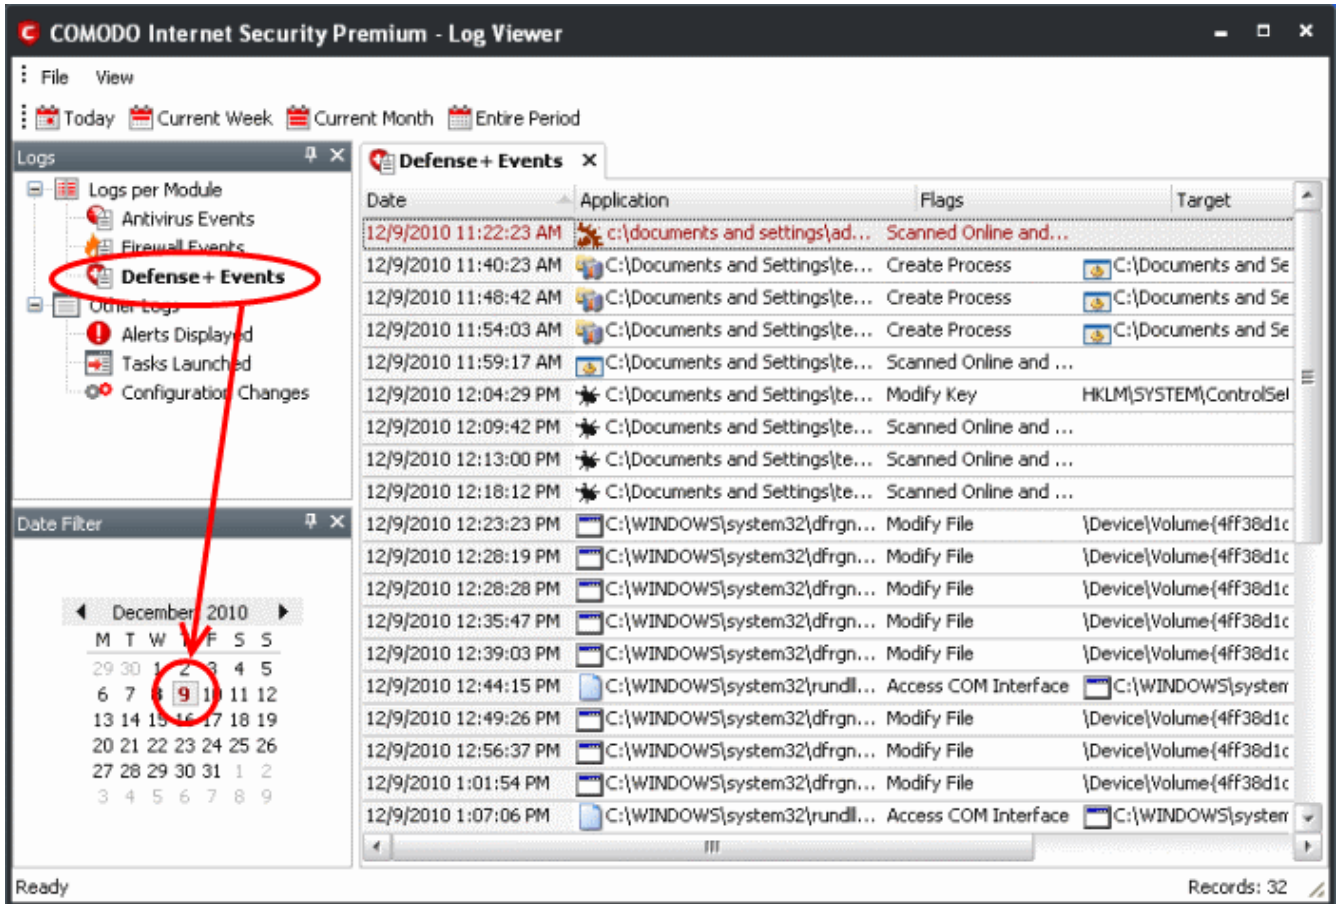 COMODO Internet Security Premium - Log Viewer
File View
Today Current Week Current Month Entire Period
Logs
Logs per Module
Antivirus Events
Firewall Events
Defense+ Events
Other Logs
Alerts Displayed
Tasks Launched
Configuration Changes
Date Filter
December, 2010
M T W T F S S
29 30 1 2 3 4 5
6 7 8 9 10 11 12
13 14 15 16 17 18 19
20 21 22 23 24 25 26
27 28 29 30 31 1 2
3 4 5 6 7 8 9
Defense+ Events
Date Application Flags Target
12/9/2010 11:22:23 AM c:\documents and settings\ad... Scanned Online and...
12/9/2010 11:40:23 AM C:\Documents and Settings\te... Create Process C:\Documents and Se
12/9/2010 11:48:42 AM C:\Documents and Settings\te... Create Process C:\Documents and Se
12/9/2010 11:54:03 AM C:\Documents and Settings\te... Create Process C:\Documents and Se
12/9/2010 11:59:17 AM C:\Documents and Settings\te... Scanned Online and ...
12/9/2010 12:04:29 PM C:\Documents and Settings\te... Modify Key HKLM\SYSTEM\ControlSet
12/9/2010 12:09:42 PM C:\Documents and Settings\te... Scanned Online and ...
12/9/2010 12:13:00 PM C:\Documents and Settings\te... Scanned Online and ...
12/9/2010 12:18:12 PM C:\Documents and Settings\te... Scanned Online and ...
12/9/2010 12:23:23 PM C:\WINDOWS\system32\dfrgn... Modify File \Device\Volume{4ff38d1c
12/9/2010 12:28:19 PM C:\WINDOWS\system32\dfrgn... Modify File \Device\Volume{4ff38d1c
12/9/2010 12:28:28 PM C:\WINDOWS\system32\dfrgn... Modify File \Device\Volume{4ff38d1c
12/9/2010 12:35:47 PM C:\WINDOWS\system32\dfrgn... Modify File \Device\Volume{4ff38d1c
12/9/2010 12:39:03 PM C:\WINDOWS\system32\dfrgn... Modify File \Device\Volume{4ff38d1c
12/9/2010 12:44:15 PM C:\WINDOWS\system32\rundll... Access COM Interface C:\WINDOWS\system
12/9/2010 12:49:26 PM C:\WINDOWS\system32\dfrgn... Modify File \Device\Volume{4ff38d1c
12/9/2010 12:56:37 PM C:\WINDOWS\system32\dfrgn... Modify File \Device\Volume{4ff38d1c
12/9/2010 1:01:54 PM C:\WINDOWS\system32\dfrgn... Modify File \Device\Volume{4ff38d1c
12/9/2010 1:07:06 PM C:\WINDOWS\system32\rundll... Access COM Interface C:\WINDOWS\system
Ready Records: 32